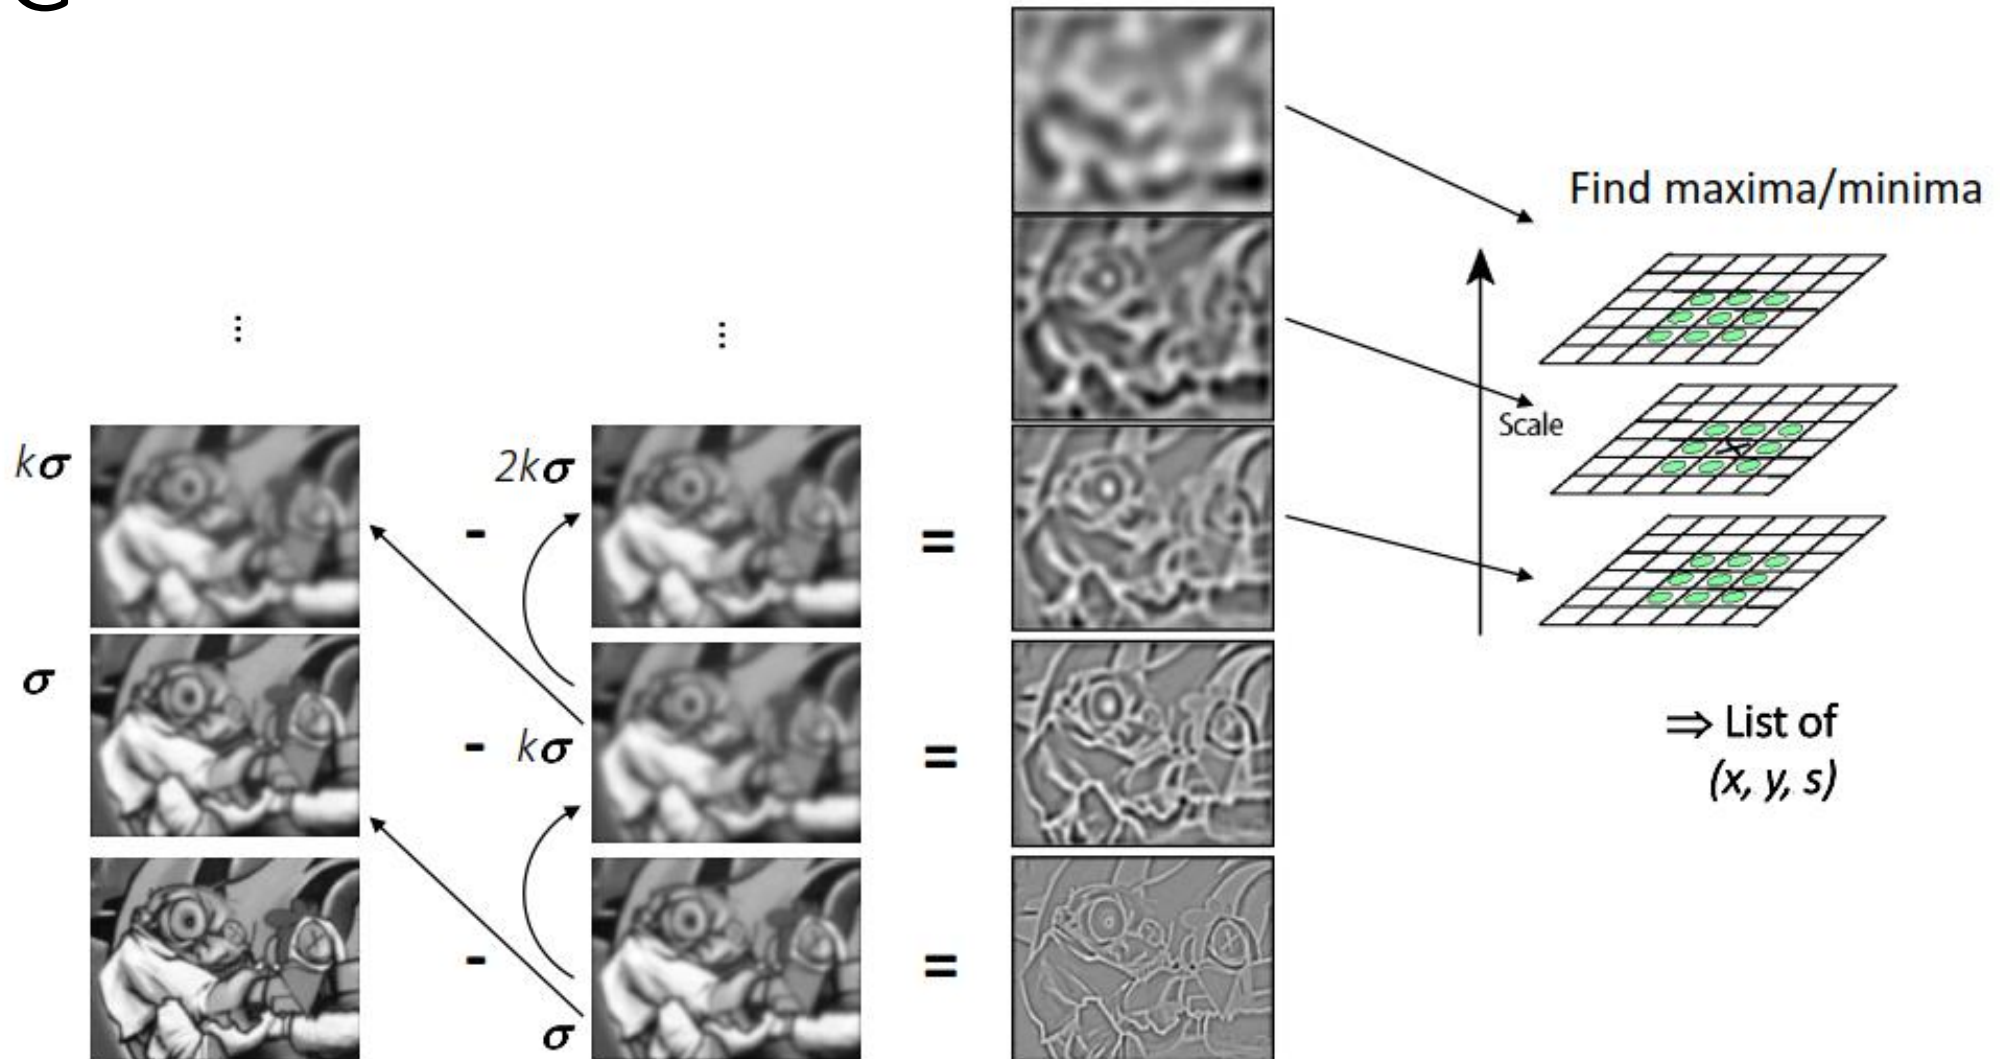 Find maxima/minima
Scale
kσ
2kσ
-
=
σ
- kσ
=
-
=
σ
⇒ List of
(x, y, s)